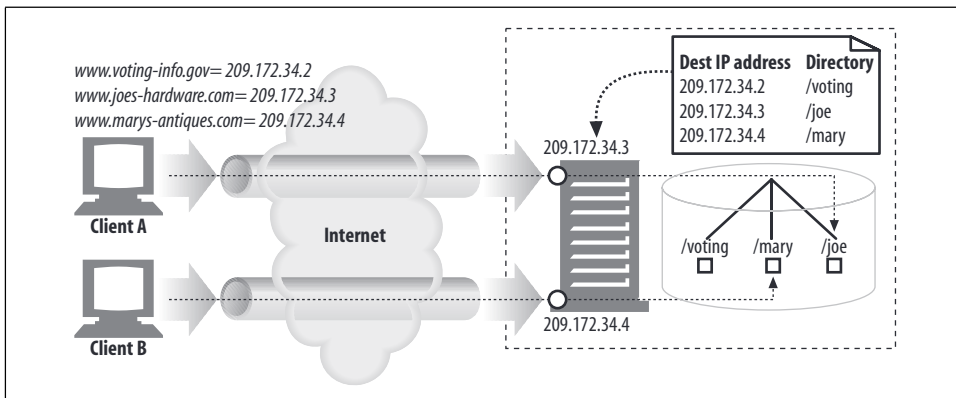 www.voting-info.gov= 209.172.34.2
www.joes-hardware.com= 209.172.34.3
www.marys-antiques.com= 209.172.34.4
Dest IP address Directory
209.172.34.2 /voting
209.172.34.3 /joe
209.172.34.4 /mary
209.172.34.3
Client A
Internet
/voting /mary /joe
209.172.34.4
Client B